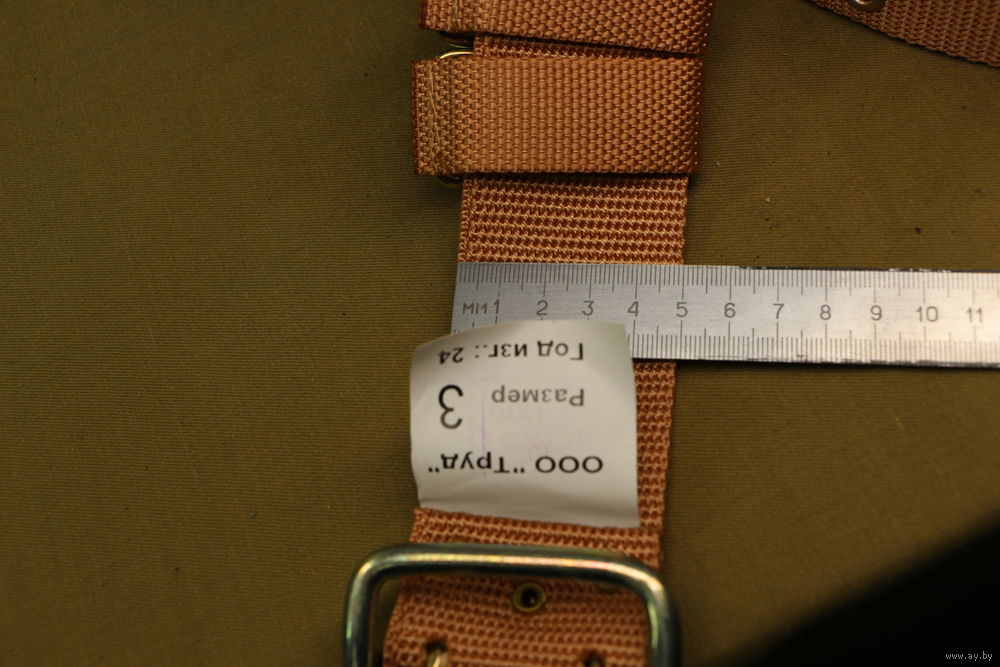 мм 1 2 3 4 5 6 7 8 9 10 11
ООО "Труд"
Размер 3
Год изг.: 24
www.ay.by